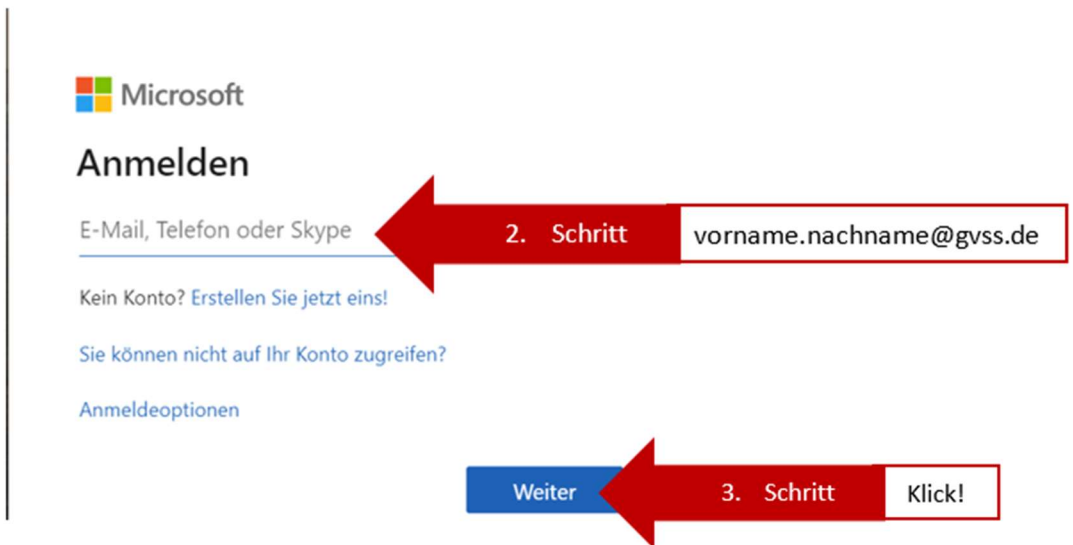 Microsoft
Anmelden
E-Mail, Telefon oder Skype
2. Schritt
vorname.nachname@gvss.de
Kein Konto? Erstellen Sie jetzt eins!
Sie können nicht auf Ihr Konto zugreifen?
Anmeldeoptionen
Weiter
3. Schritt
Klick!